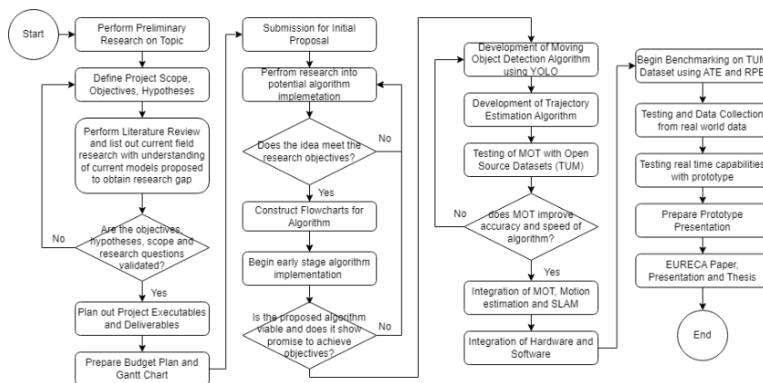 Start
Perform Preliminary
Research on Topic
Define Project Scope,
Objectives, Hypotheses
Perform Literature Review
and list out current field
research with understanding
of current models proposed
to obtain research gap
Are the objectives,
hypotheses, scope and
research questions
validated?
No
Yes
Plan out Project Executables
and Deliverables
Prepare Budget Plan and
Gantt Chart
Submission for Initial
Proposal
Perfrom research into
potential algorithm
implemetation
Does the idea meet the
research objectives?
No
Yes
Construct Flowcharts for
Algorithm
Begin early stage algorithm
implementation
Is the proposed algorithm
viable and does it show
promise to achieve
objectives?
No
Development of Moving
Object Detection Algorithm
using YOLO
Development of Trajectory
Estimation Algorithm
Testing of MOT with Open
Source Datasets (TUM)
does MOT improve
accuracy and speed of
algorithm?
No
Yes
Integration of MOT, Motion
estimation and SLAM
Integration of Hardware and
Software
Begin Benchmarking on TUM
Dataset using ATE and RPE
Testing and Data Collection
from real world data
Testing real time capabilities
with prototype
Prepare Prototype
Presentation
EURECA Paper,
Presentation and Thesis
End